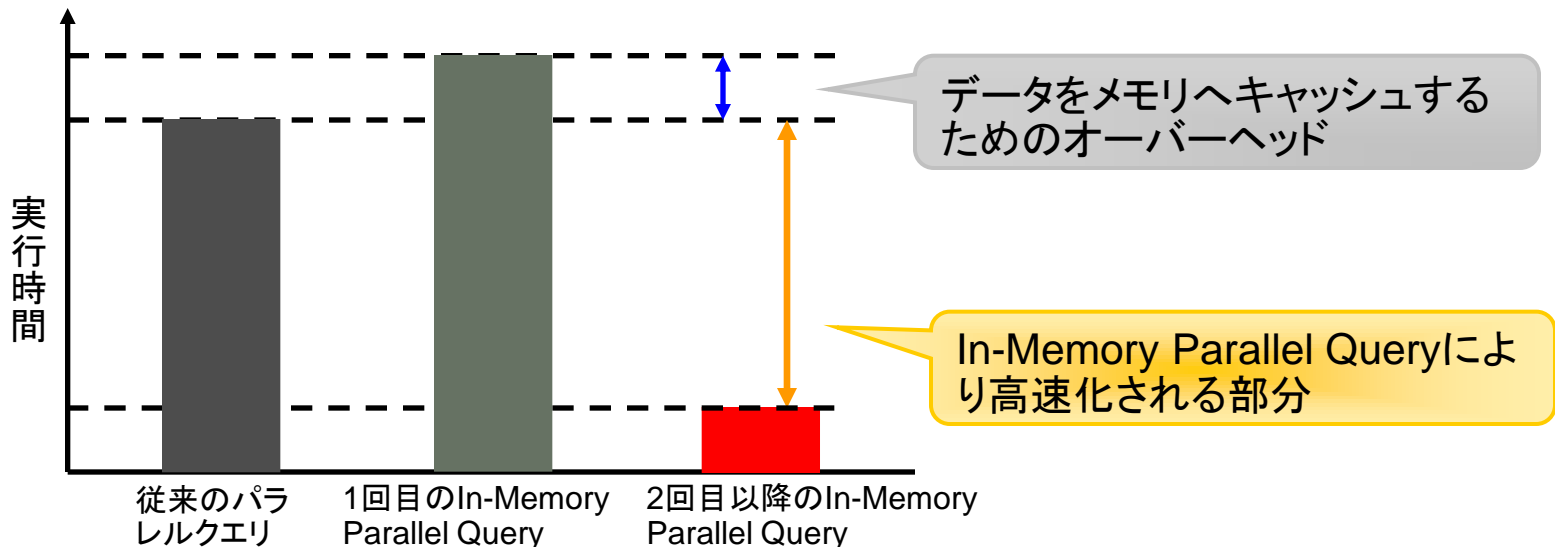 データをメモリへキャッシュする
ためのオーバーヘッド
実行時間
In-Memory Parallel Queryによ
り高速化される部分
従来のパラ
レルクエリ
1回目のIn-Memory
Parallel Query
2回目以降のIn-Memory
Parallel Query